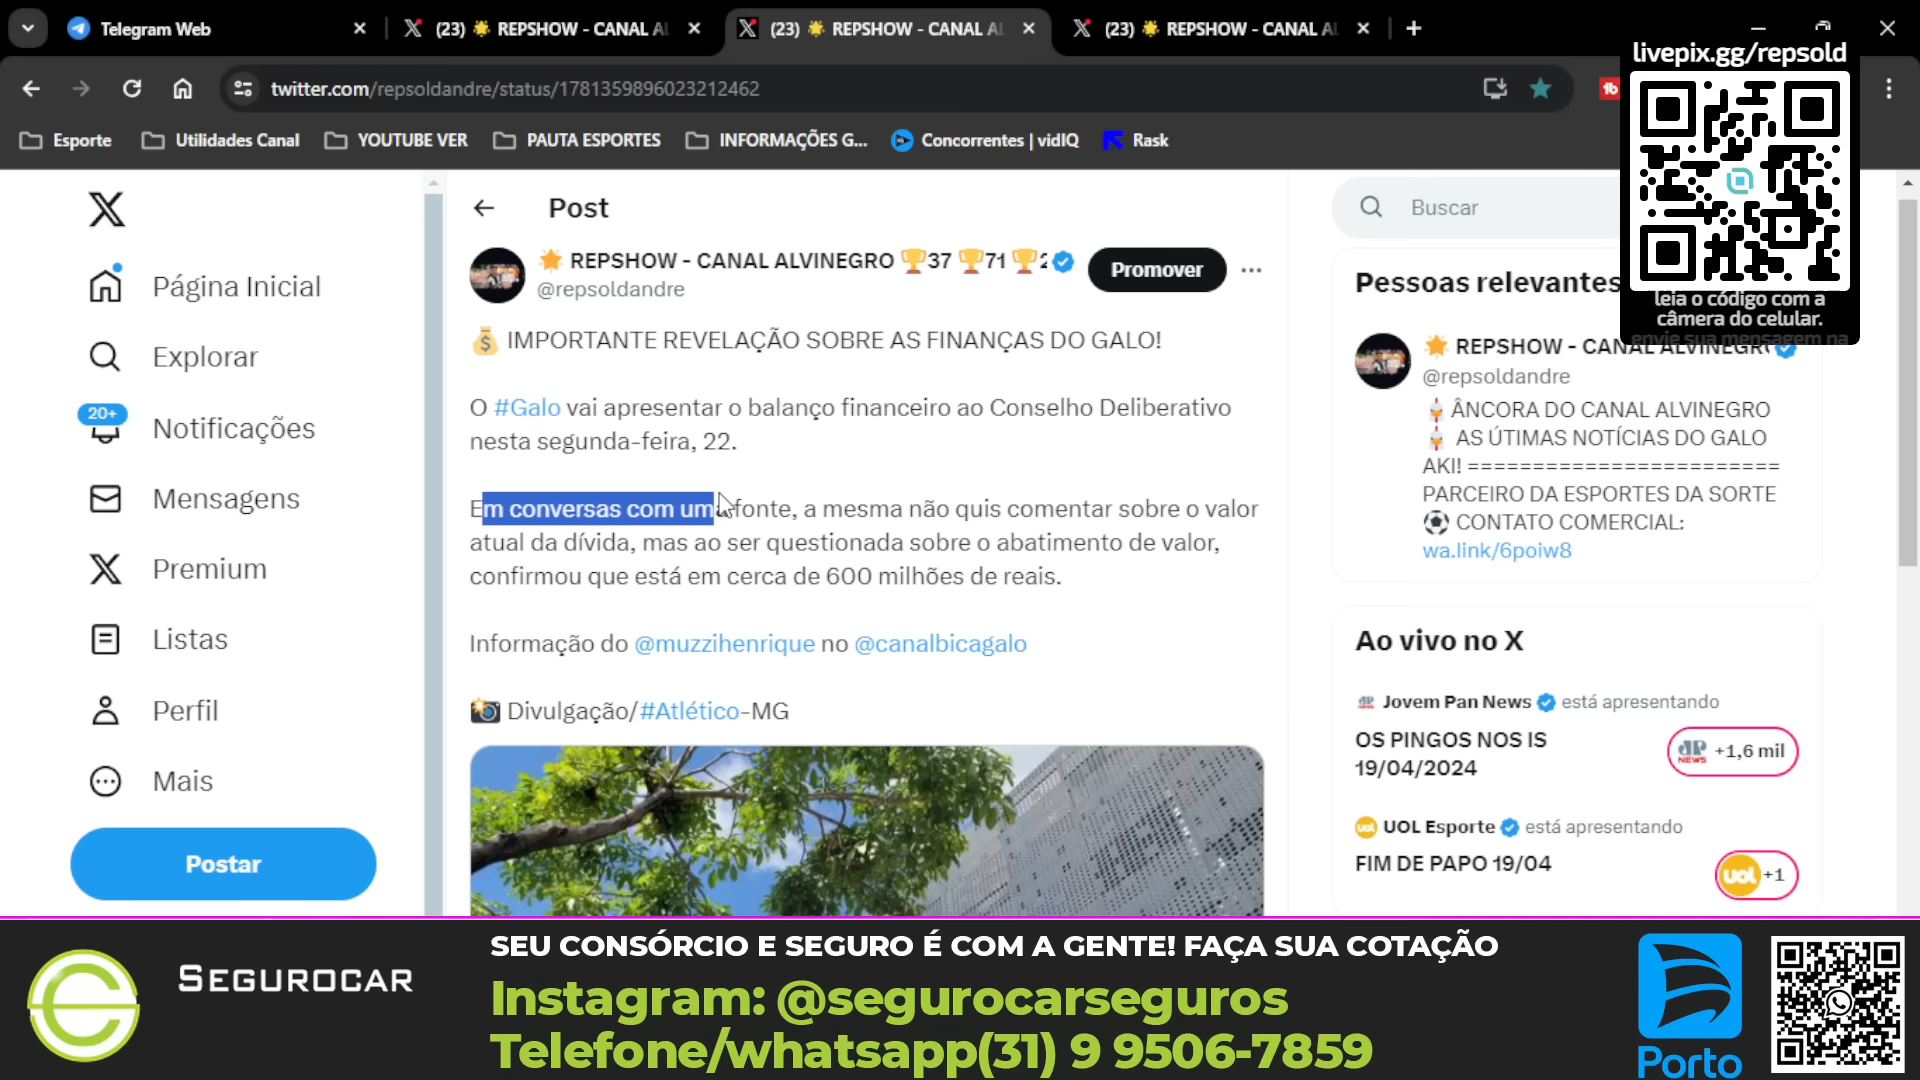 Telegram Web
(23) 🌟 REPSHOW - CANAL AL
(23) 🌟 REPSHOW - CANAL AL
(23) 🌟 REPSHOW - CANAL AL
livepix.gg/repsold
twitter.com/repsoldandre/status/1781359896023212462
Esporte
Utilidades Canal
YOUTUBE VER
PAUTA ESPORTES
INFORMAÇÕES G...
Concorrentes | vidIQ
Rask
leia o código com a
câmera do celular.
envie sua mensagem na
Página Inicial
Explorar
20+
Notificações
Mensagens
Premium
Listas
Perfil
Mais
Postar
Post
🌟 REPSHOW - CANAL ALVINEGRO 🏆37 🏆71 🏆2
@repsoldandre
Promover
💰 IMPORTANTE REVELAÇÃO SOBRE AS FINANÇAS DO GALO!
O #Galo vai apresentar o balanço financeiro ao Conselho Deliberativo
nesta segunda-feira, 22.
Em conversas com uma fonte, a mesma não quis comentar sobre o valor
atual da dívida, mas ao ser questionada sobre o abatimento de valor,
confirmou que está em cerca de 600 milhões de reais.
Informação do @muzzihenrique no @canalbicagalo
📸 Divulgação/#Atlético-MG
Buscar
Pessoas relevantes
🌟 REPSHOW - CANAL ALVINEGR
@repsoldandre
ÂNCORA DO CANAL ALVINEGRO
AS ÚTIMAS NOTÍCIAS DO GALO
AKI! ========================
PARCEIRO DA ESPORTES DA SORTE
⚽ CONTATO COMERCIAL:
wa.link/6poiw8
Ao vivo no X
Jovem Pan News está apresentando
OS PINGOS NOS IS
19/04/2024
JP NEWS +1,6 mil
UOL Esporte está apresentando
FIM DE PAPO 19/04
uol +1
SEGUROCAR
SEU CONSÓRCIO E SEGURO É COM A GENTE! FAÇA SUA COTAÇÃO
Instagram: @segurocarseguros
Telefone/whatsapp(31) 9 9506-7859
Porto